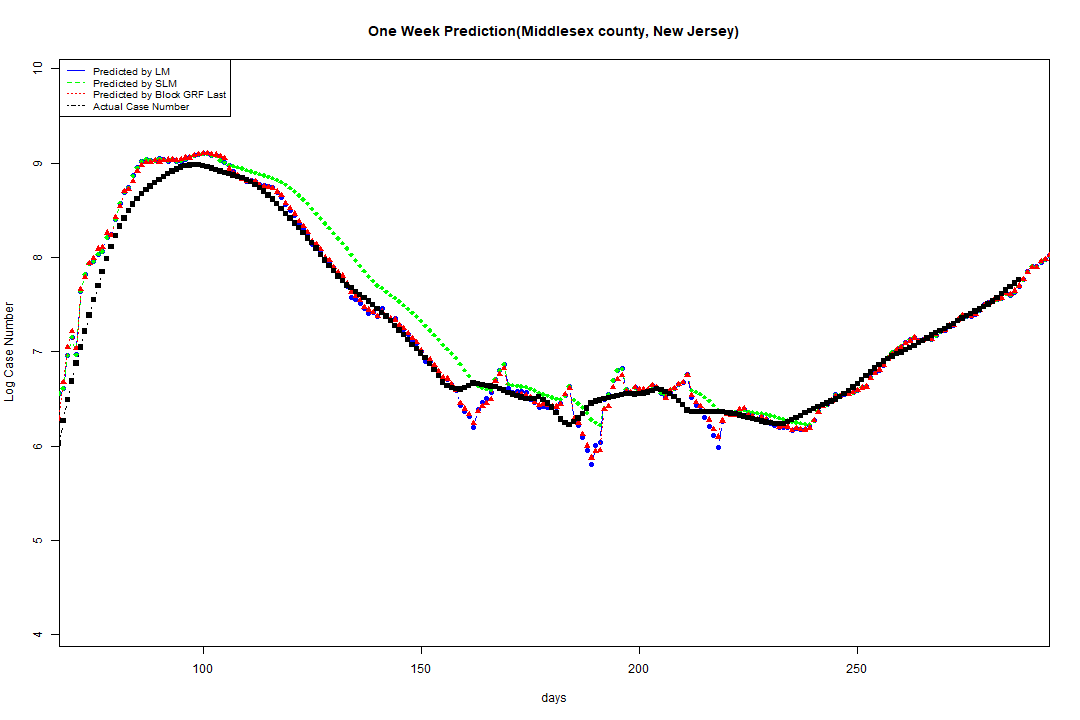 One Week Prediction(Middlesex county, New Jersey)
10
Predicted by LM
Predicted by SLM
Predicted by Block GRF Last
Actual Case Number
9
8
7
6
5
4
Log Case Number
100
150
200
250
days